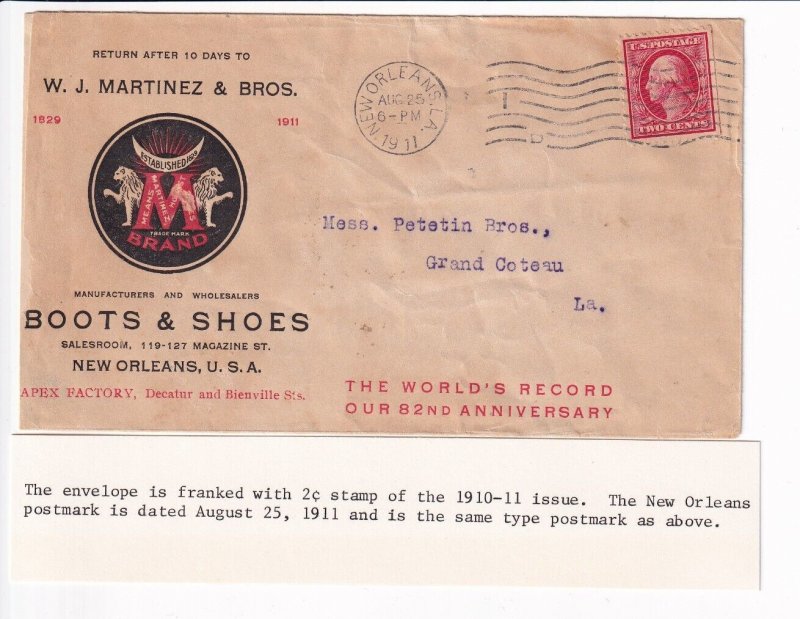 RETURN AFTER 10 DAYS TO
W. J. MARTINEZ & BROS.
1829 1911
ESTABLISHED 1829
M
MEANS MARTINEZ
TRADE MARK
BRAND
MANUFACTURERS AND WHOLESALERS
BOOTS & SHOES
SALESROOM, 119-127 MAGAZINE ST.
NEW ORLEANS, U. S. A.
APEX FACTORY, Decatur and Bienville Sts.
NEW ORLEANS, LA.
AUG 25
6-PM
1911
U.S. POSTAGE
TWO CENTS
Mess. Petetin Bros.,
Grand Coteau
La.
THE WORLD'S RECORD
OUR 82ND ANNIVERSARY
The envelope is franked with 2¢ stamp of the 1910-11 issue. The New Orleans
postmark is dated August 25, 1911 and is the same type postmark as above.